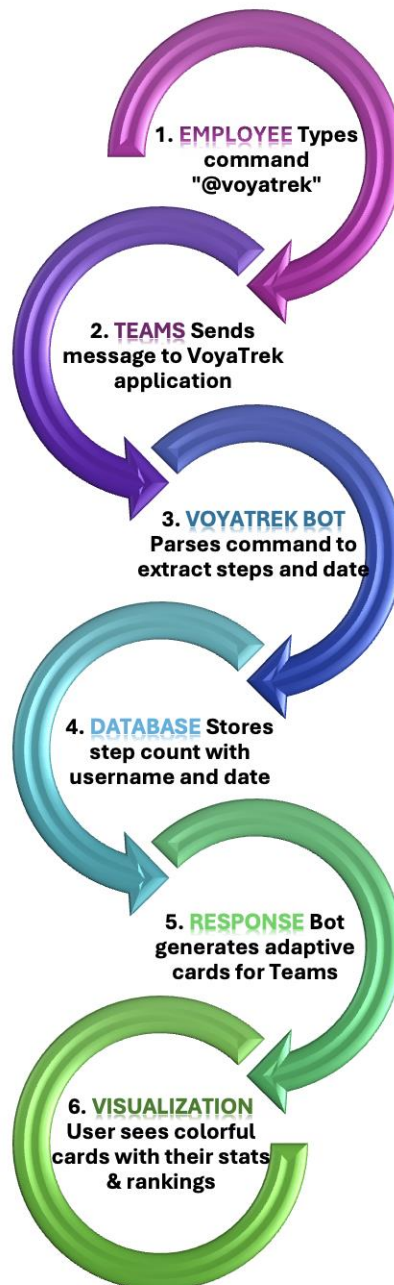 1. EMPLOYEE Types
command
"@voyatrek"
2. TEAMS Sends
message to VoyaTrek
application
3. VOYATREK BOT
Parses command to
extract steps and date
4. DATABASE Stores
step count with
username and date
5. RESPONSE Bot
generates adaptive
cards for Teams
6. VISUALIZATION
User sees colorful
cards with their stats
& rankings